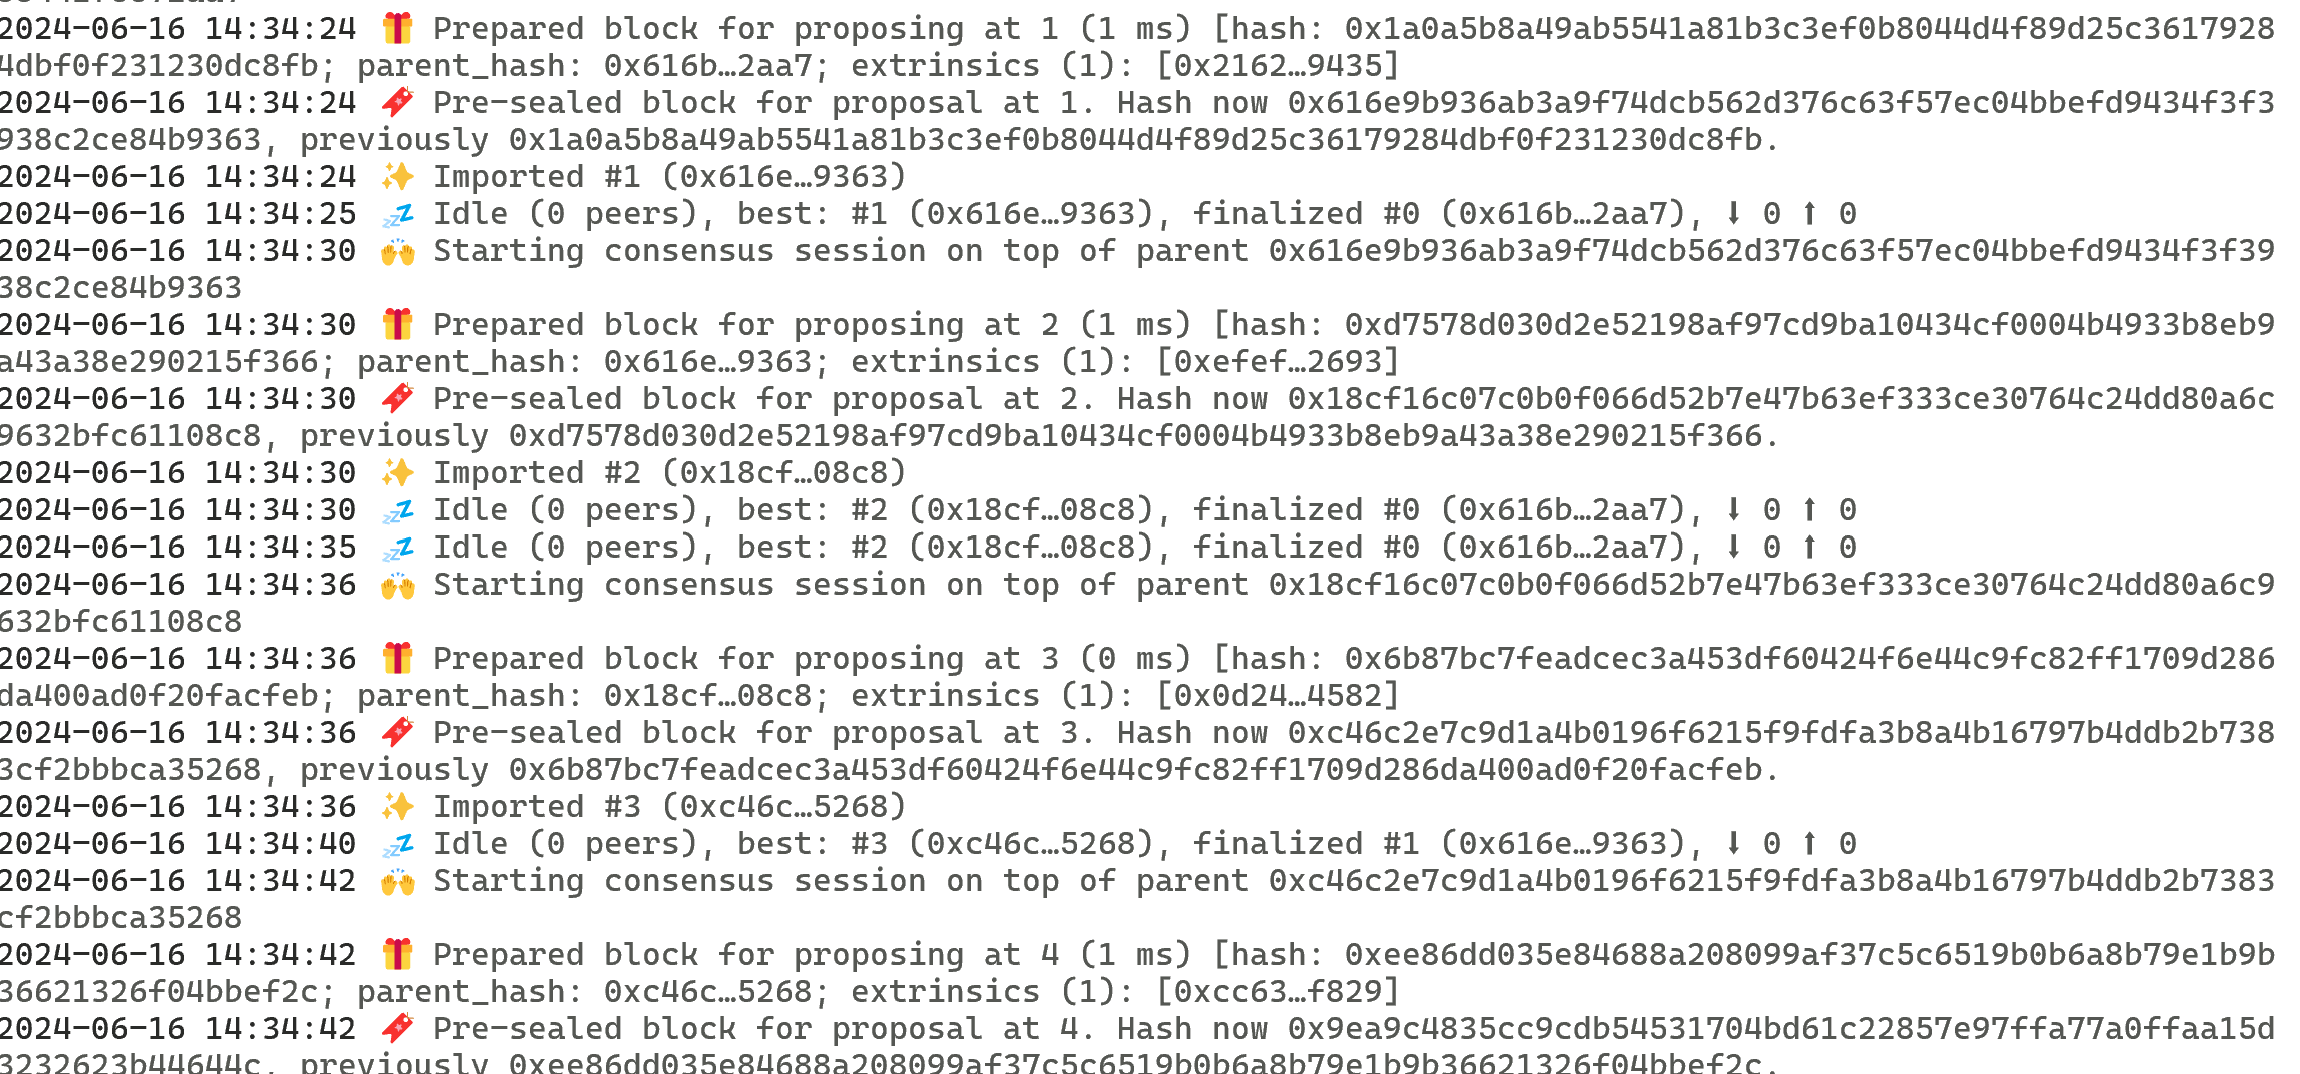 2024-06-16 14:34:24 🎁 Prepared block for proposing at 1 (1 ms) [hash: 0x1a0a5b8a49ab5541a81b3c3ef0b8044d4f89d25c3617928
4dbf0f231230dc8fb; parent_hash: 0x616b…2aa7; extrinsics (1): [0x2162…9435]
2024-06-16 14:34:24 🔖 Pre-sealed block for proposal at 1. Hash now 0x616e9b936ab3a9f74dcb562d376c63f57ec04bbefd9434f3f3
938c2ce84b9363, previously 0x1a0a5b8a49ab5541a81b3c3ef0b8044d4f89d25c36179284dbf0f231230dc8fb.
2024-06-16 14:34:24 ✨ Imported #1 (0x616e…9363)
2024-06-16 14:34:25 💤 Idle (0 peers), best: #1 (0x616e…9363), finalized #0 (0x616b…2aa7), ⬇ 0 ⬆ 0
2024-06-16 14:34:30 🙌 Starting consensus session on top of parent 0x616e9b936ab3a9f74dcb562d376c63f57ec04bbefd9434f3f39
38c2ce84b9363
2024-06-16 14:34:30 🎁 Prepared block for proposing at 2 (1 ms) [hash: 0xd7578d030d2e52198af97cd9ba10434cf0004b4933b8eb9
a43a38e290215f366; parent_hash: 0x616e…9363; extrinsics (1): [0xefef…2693]
2024-06-16 14:34:30 🔖 Pre-sealed block for proposal at 2. Hash now 0x18cf16c07c0b0f066d52b7e47b63ef333ce30764c24dd80a6c
9632bfc61108c8, previously 0xd7578d030d2e52198af97cd9ba10434cf0004b4933b8eb9a43a38e290215f366.
2024-06-16 14:34:30 ✨ Imported #2 (0x18cf…08c8)
2024-06-16 14:34:30 💤 Idle (0 peers), best: #2 (0x18cf…08c8), finalized #0 (0x616b…2aa7), ⬇ 0 ⬆ 0
2024-06-16 14:34:35 💤 Idle (0 peers), best: #2 (0x18cf…08c8), finalized #0 (0x616b…2aa7), ⬇ 0 ⬆ 0
2024-06-16 14:34:36 🙌 Starting consensus session on top of parent 0x18cf16c07c0b0f066d52b7e47b63ef333ce30764c24dd80a6c9
632bfc61108c8
2024-06-16 14:34:36 🎁 Prepared block for proposing at 3 (0 ms) [hash: 0x6b87bc7feadcec3a453df60424f6e44c9fc82ff1709d286
da400ad0f20facfeb; parent_hash: 0x18cf…08c8; extrinsics (1): [0x0d24…4582]
2024-06-16 14:34:36 🔖 Pre-sealed block for proposal at 3. Hash now 0xc46c2e7c9d1a4b0196f6215f9fdfa3b8a4b16797b4ddb2b738
3cf2bbbca35268, previously 0x6b87bc7feadcec3a453df60424f6e44c9fc82ff1709d286da400ad0f20facfeb.
2024-06-16 14:34:36 ✨ Imported #3 (0xc46c…5268)
2024-06-16 14:34:40 💤 Idle (0 peers), best: #3 (0xc46c…5268), finalized #1 (0x616e…9363), ⬇ 0 ⬆ 0
2024-06-16 14:34:42 🙌 Starting consensus session on top of parent 0xc46c2e7c9d1a4b0196f6215f9fdfa3b8a4b16797b4ddb2b7383
cf2bbbca35268
2024-06-16 14:34:42 🎁 Prepared block for proposing at 4 (1 ms) [hash: 0xee86dd035e84688a208099af37c5c6519b0b6a8b79e1b9b
36621326f04bbef2c; parent_hash: 0xc46c…5268; extrinsics (1): [0xcc63…f829]
2024-06-16 14:34:42 🔖 Pre-sealed block for proposal at 4. Hash now 0x9ea9c4835cc9cdb54531704bd61c22857e97ffa77a0ffaa15d
3232623b44644c, previously 0xee86dd035e84688a208099af37c5c6519b0b6a8b79e1b9b36621326f04bbef2c.